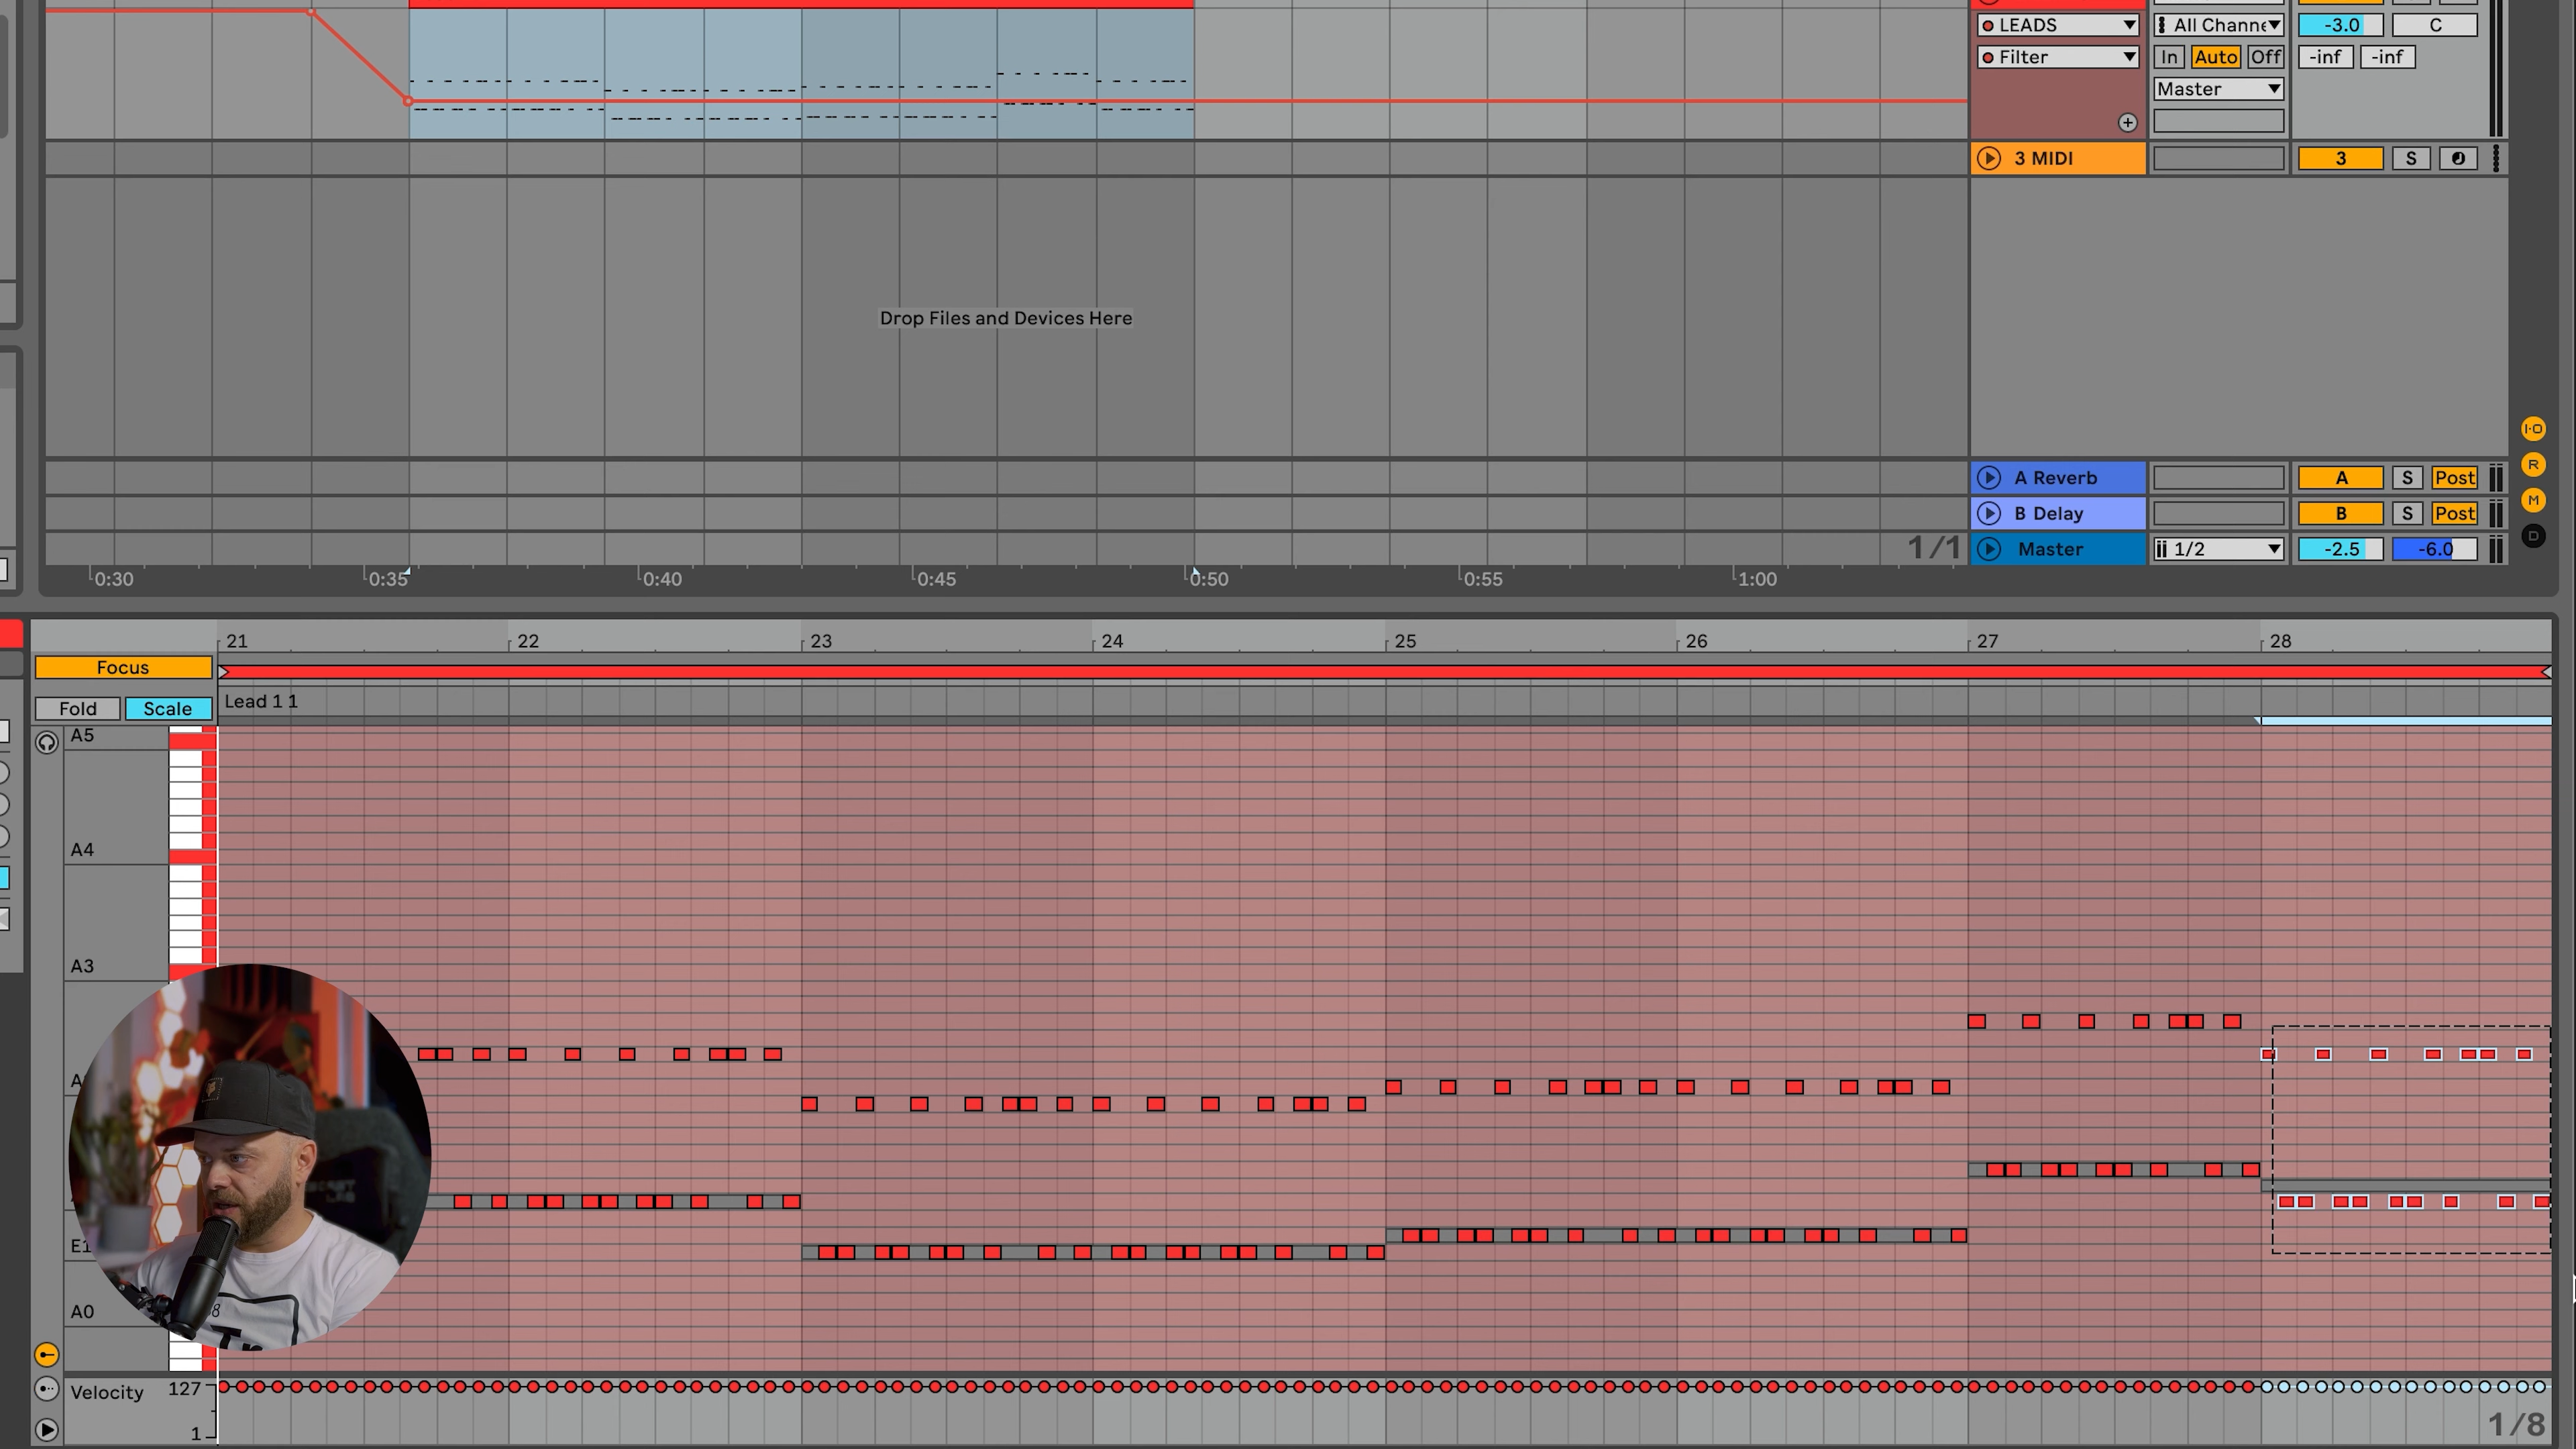 LEADS
All Channe
-3.0
C
Filter
In
Auto
Off
-inf
-inf
Master
3 MIDI
3
S
Drop Files and Devices Here
A Reverb
A
S
Post
B Delay
B
S
Post
1/1
Master
1/2
-2.5
-6.0
I·O
R
M
D
0:30
0:35
0:40
0:45
0:50
0:55
1:00
21
22
23
24
25
26
27
28
Focus
Fold
Scale
Lead 1 1
A5
A4
A3
E1
A0
Velocity
127
1
1/8